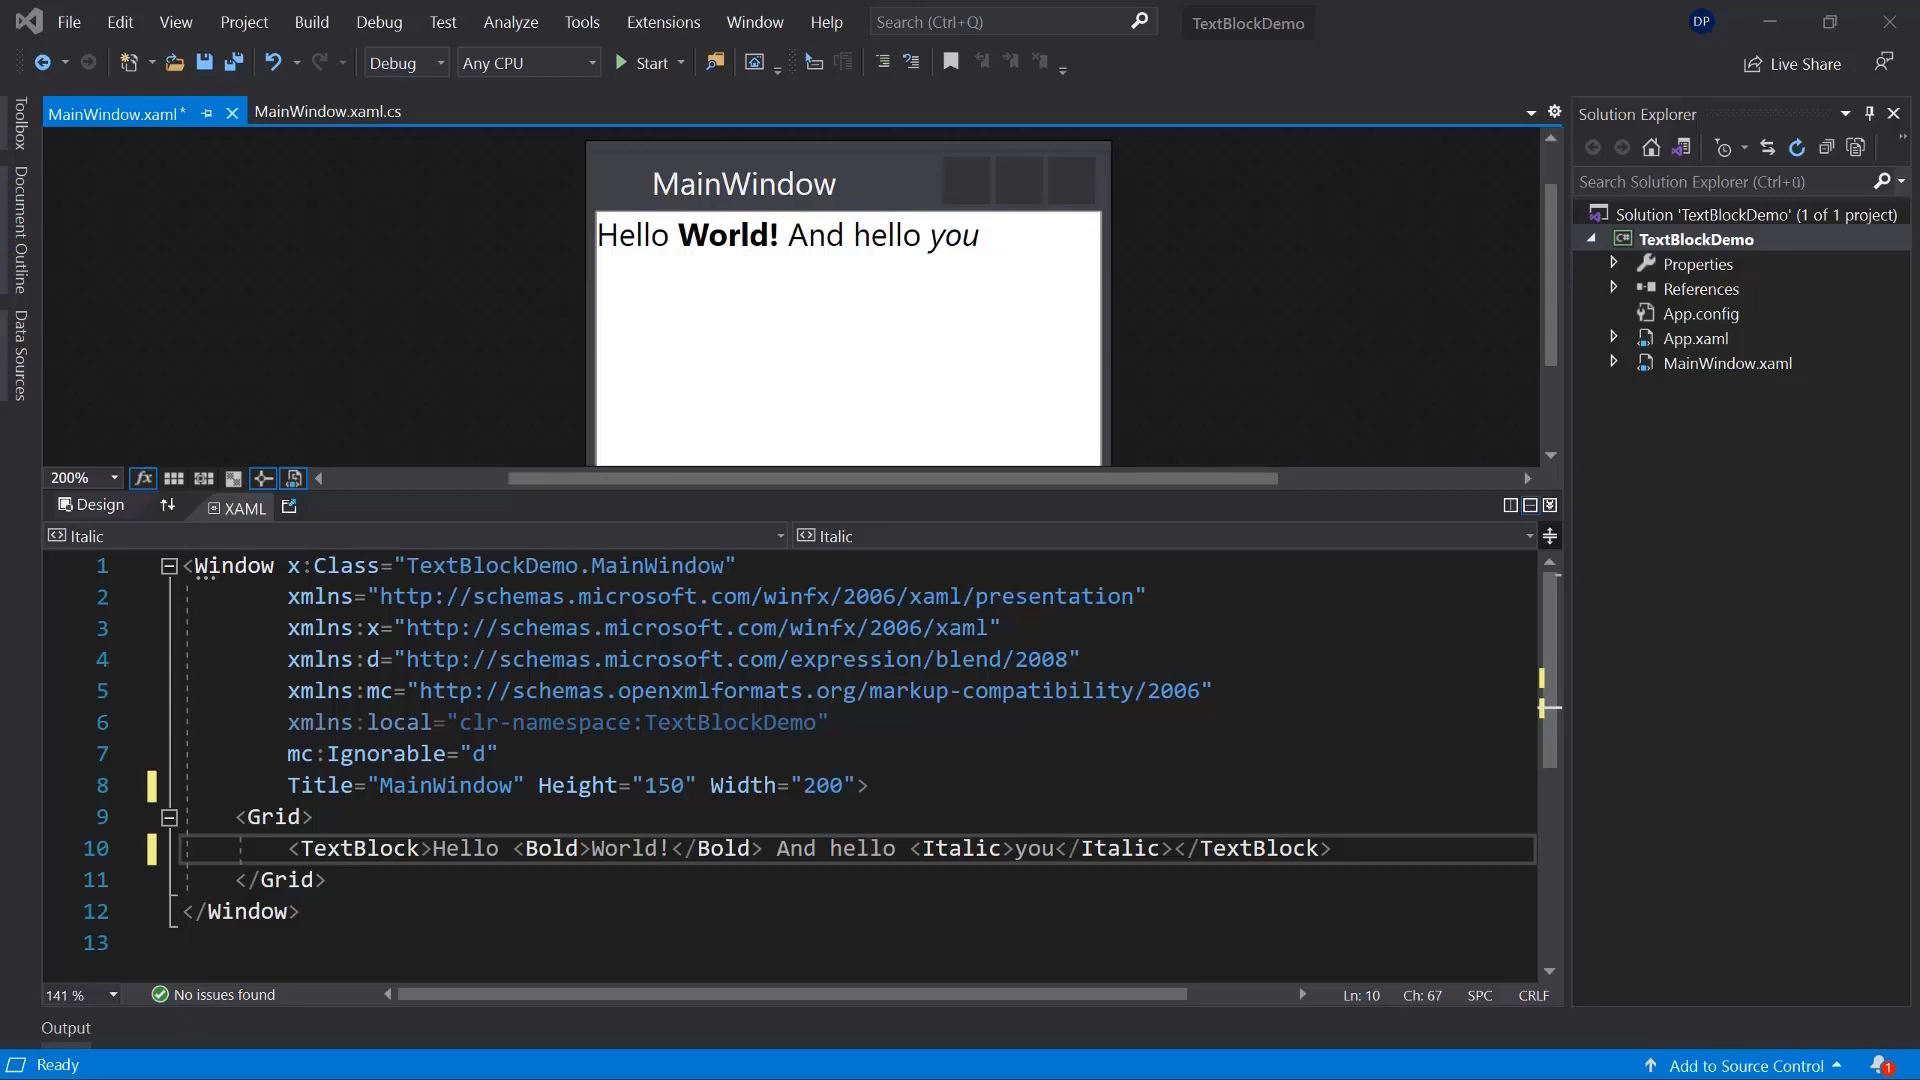 File Edit View Project Build Debug Test Analyze Tools Extensions Window Help Search (Ctrl+Q) TextBlockDemo DP
Debug Any CPU Start Live Share
Toolbox
Document Outline
Data Sources
MainWindow.xaml* MainWindow.xaml.cs
MainWindow
Hello World! And hello you
200%
Design XAML
Italic Italic
1 <Window x:Class="TextBlockDemo.MainWindow"
2 xmlns="http://schemas.microsoft.com/winfx/2006/xaml/presentation"
3 xmlns:x="http://schemas.microsoft.com/winfx/2006/xaml"
4 xmlns:d="http://schemas.microsoft.com/expression/blend/2008"
5 xmlns:mc="http://schemas.openxmlformats.org/markup-compatibility/2006"
6 xmlns:local="clr-namespace:TextBlockDemo"
7 mc:Ignorable="d"
8 Title="MainWindow" Height="150" Width="200">
9 <Grid>
10 <TextBlock>Hello <Bold>World!</Bold> And hello <Italic>you</Italic></TextBlock>
11 </Grid>
12 </Window>
13
141 % No issues found Ln: 10 Ch: 67 SPC CRLF
Solution Explorer
Search Solution Explorer (Ctrl+ü)
Solution 'TextBlockDemo' (1 of 1 project)
C# TextBlockDemo
Properties
References
App.config
App.xaml
MainWindow.xaml
Output
Ready Add to Source Control 1